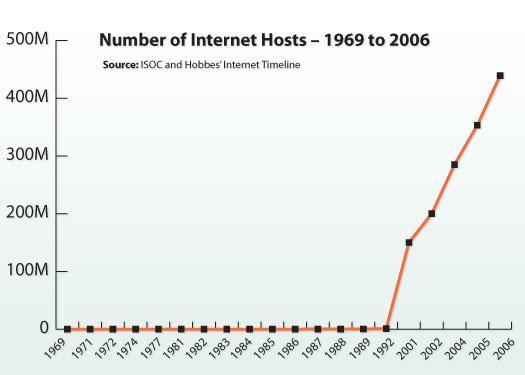 Number of Internet Hosts – 1969 to 2006
Source: ISOC and Hobbes' Internet Timeline
500M
400M
300M
200M
100M
0
1969 1971 1972 1974 1977 1981 1982 1983 1984 1985 1986 1987 1988 1989 1992 2001 2002 2004 2005 2006